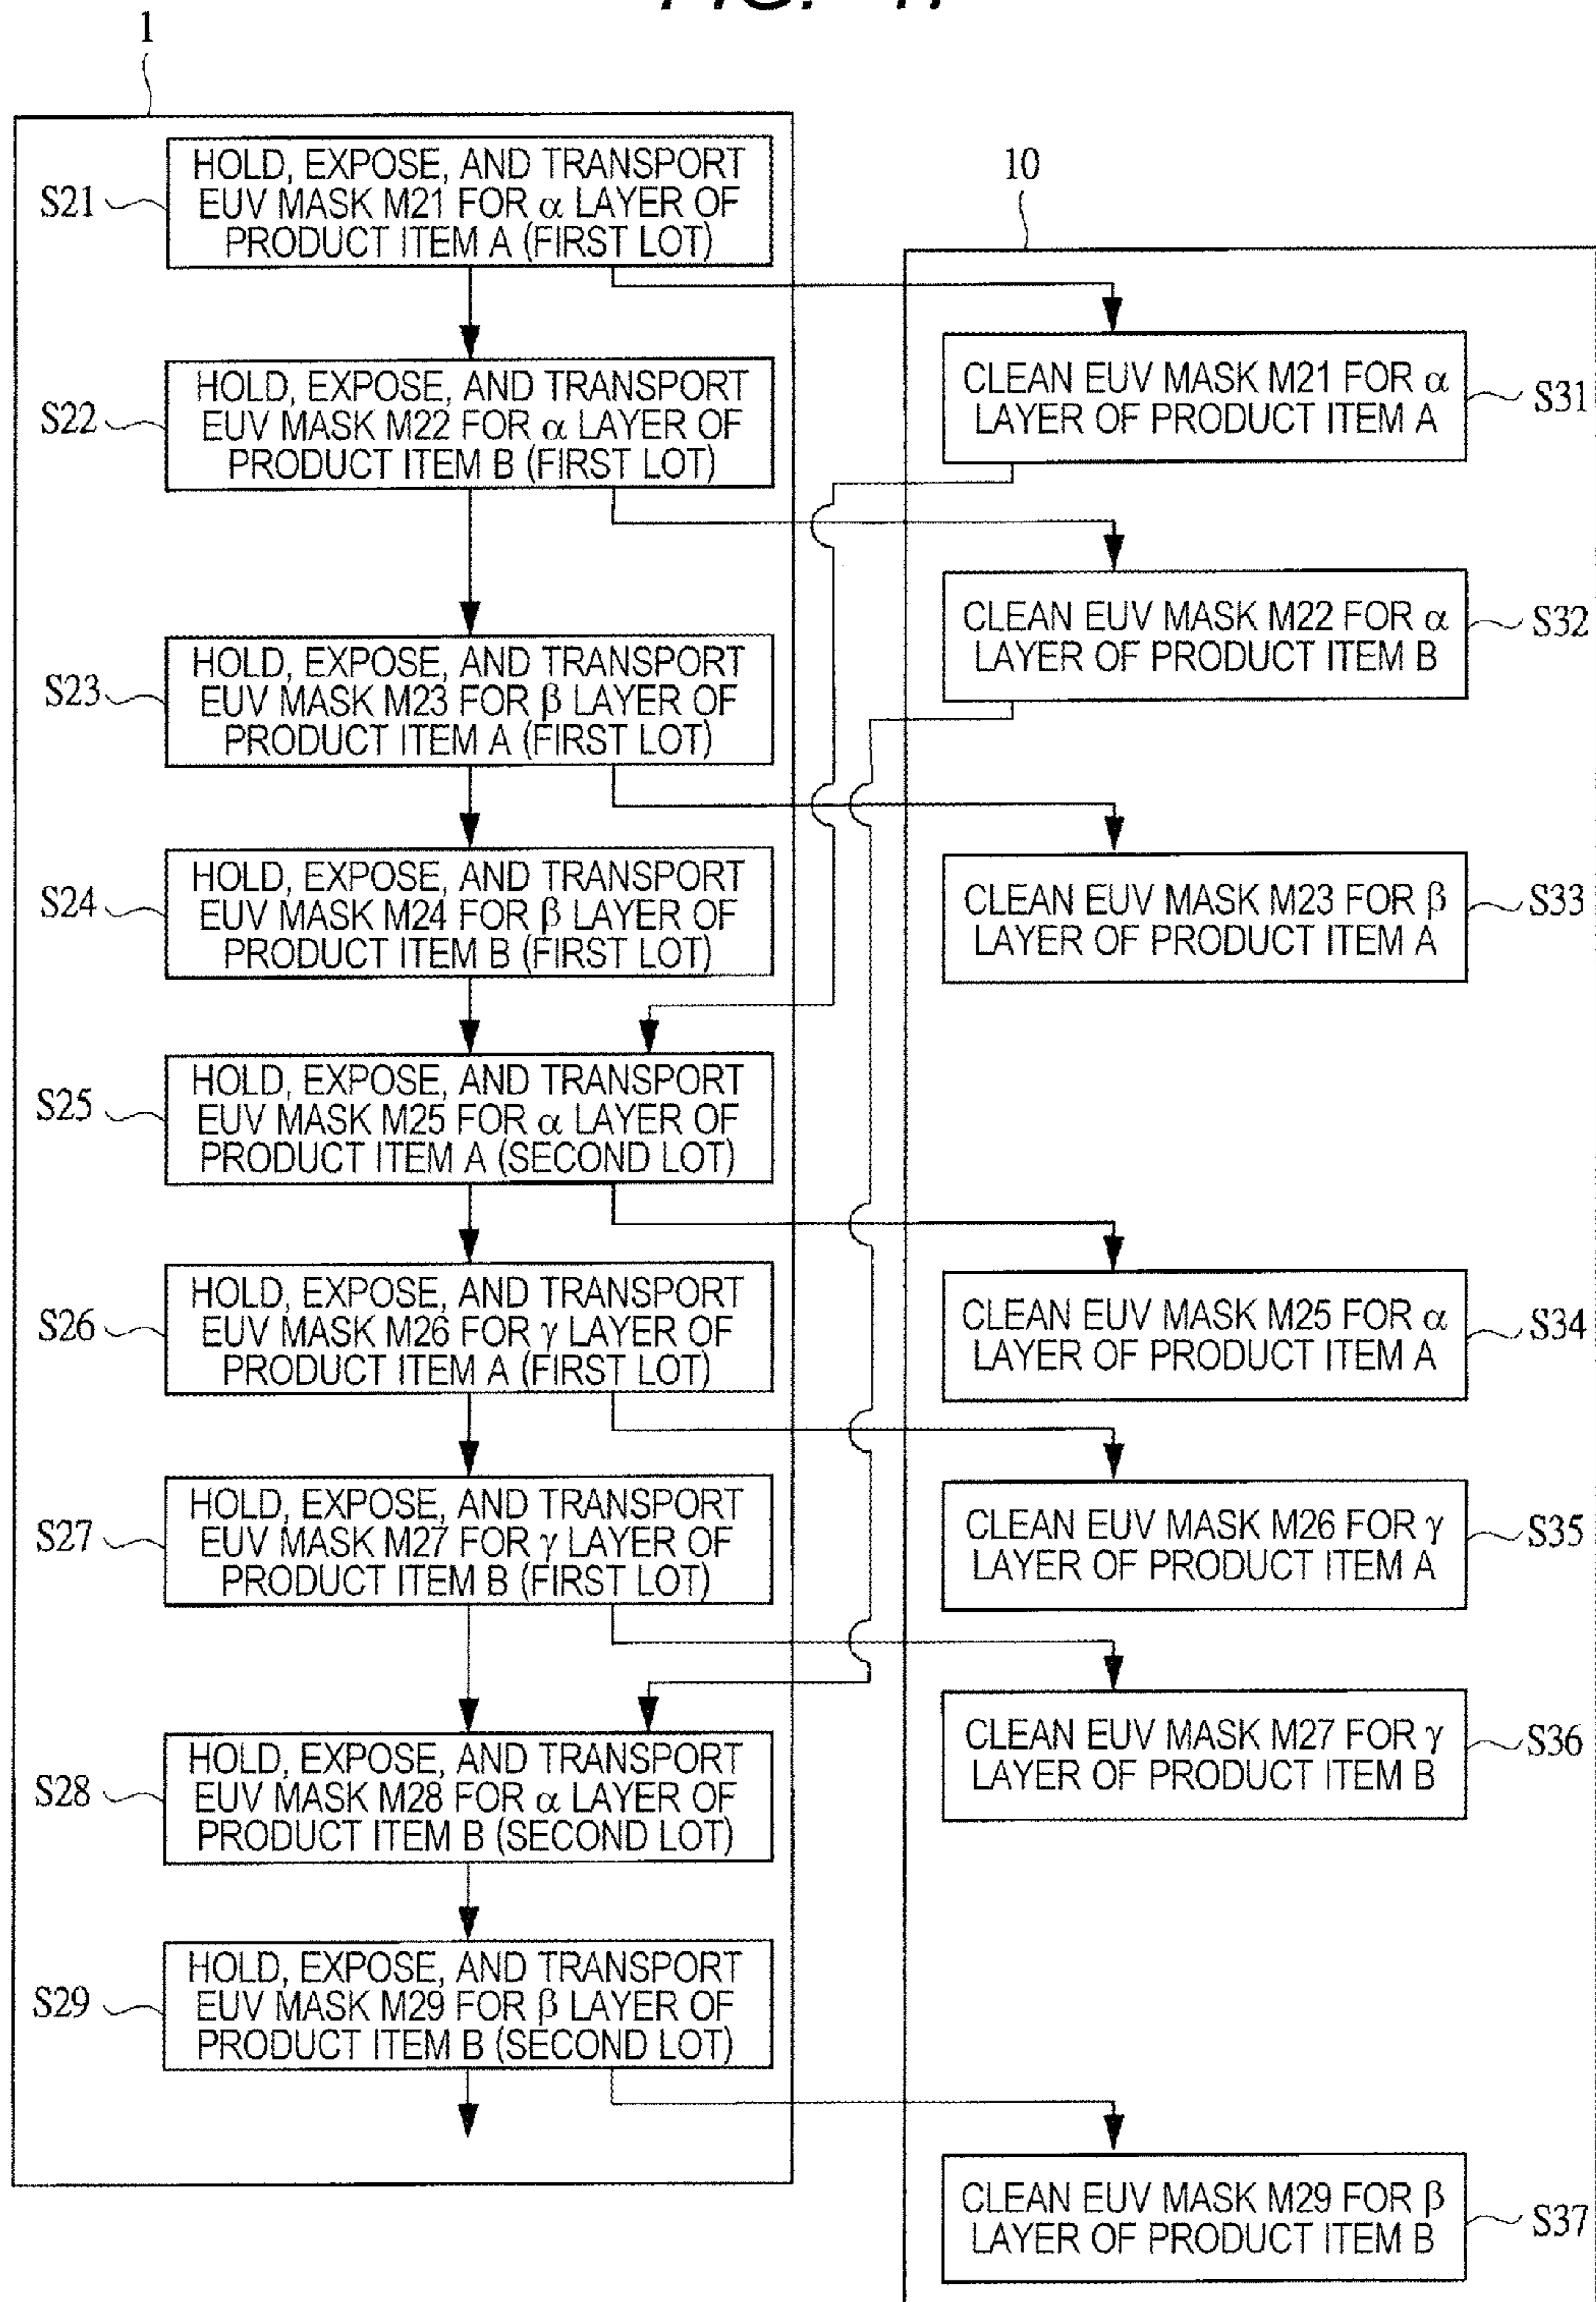 1
HOLD, EXPOSE, AND TRANSPORT
EUV MASK M21 FOR α LAYER OF
PRODUCT ITEM A (FIRST LOT)
S21
HOLD, EXPOSE, AND TRANSPORT
EUV MASK M22 FOR α LAYER OF
PRODUCT ITEM B (FIRST LOT)
S22
HOLD, EXPOSE, AND TRANSPORT
EUV MASK M23 FOR β LAYER OF
PRODUCT ITEM A (FIRST LOT)
S23
HOLD, EXPOSE, AND TRANSPORT
EUV MASK M24 FOR β LAYER OF
PRODUCT ITEM B (FIRST LOT)
S24
HOLD, EXPOSE, AND TRANSPORT
EUV MASK M25 FOR α LAYER OF
PRODUCT ITEM A (SECOND LOT)
S25
HOLD, EXPOSE, AND TRANSPORT
EUV MASK M26 FOR γ LAYER OF
PRODUCT ITEM A (FIRST LOT)
S26
HOLD, EXPOSE, AND TRANSPORT
EUV MASK M27 FOR γ LAYER OF
PRODUCT ITEM B (FIRST LOT)
S27
HOLD, EXPOSE, AND TRANSPORT
EUV MASK M28 FOR α LAYER OF
PRODUCT ITEM B (SECOND LOT)
S28
HOLD, EXPOSE, AND TRANSPORT
EUV MASK M29 FOR β LAYER OF
PRODUCT ITEM B (SECOND LOT)
S29
10
CLEAN EUV MASK M21 FOR α
LAYER OF PRODUCT ITEM A
S31
CLEAN EUV MASK M22 FOR α
LAYER OF PRODUCT ITEM B
S32
CLEAN EUV MASK M23 FOR β
LAYER OF PRODUCT ITEM A
S33
CLEAN EUV MASK M25 FOR α
LAYER OF PRODUCT ITEM A
S34
CLEAN EUV MASK M26 FOR γ
LAYER OF PRODUCT ITEM A
S35
CLEAN EUV MASK M27 FOR γ
LAYER OF PRODUCT ITEM B
S36
CLEAN EUV MASK M29 FOR β
LAYER OF PRODUCT ITEM B
S37